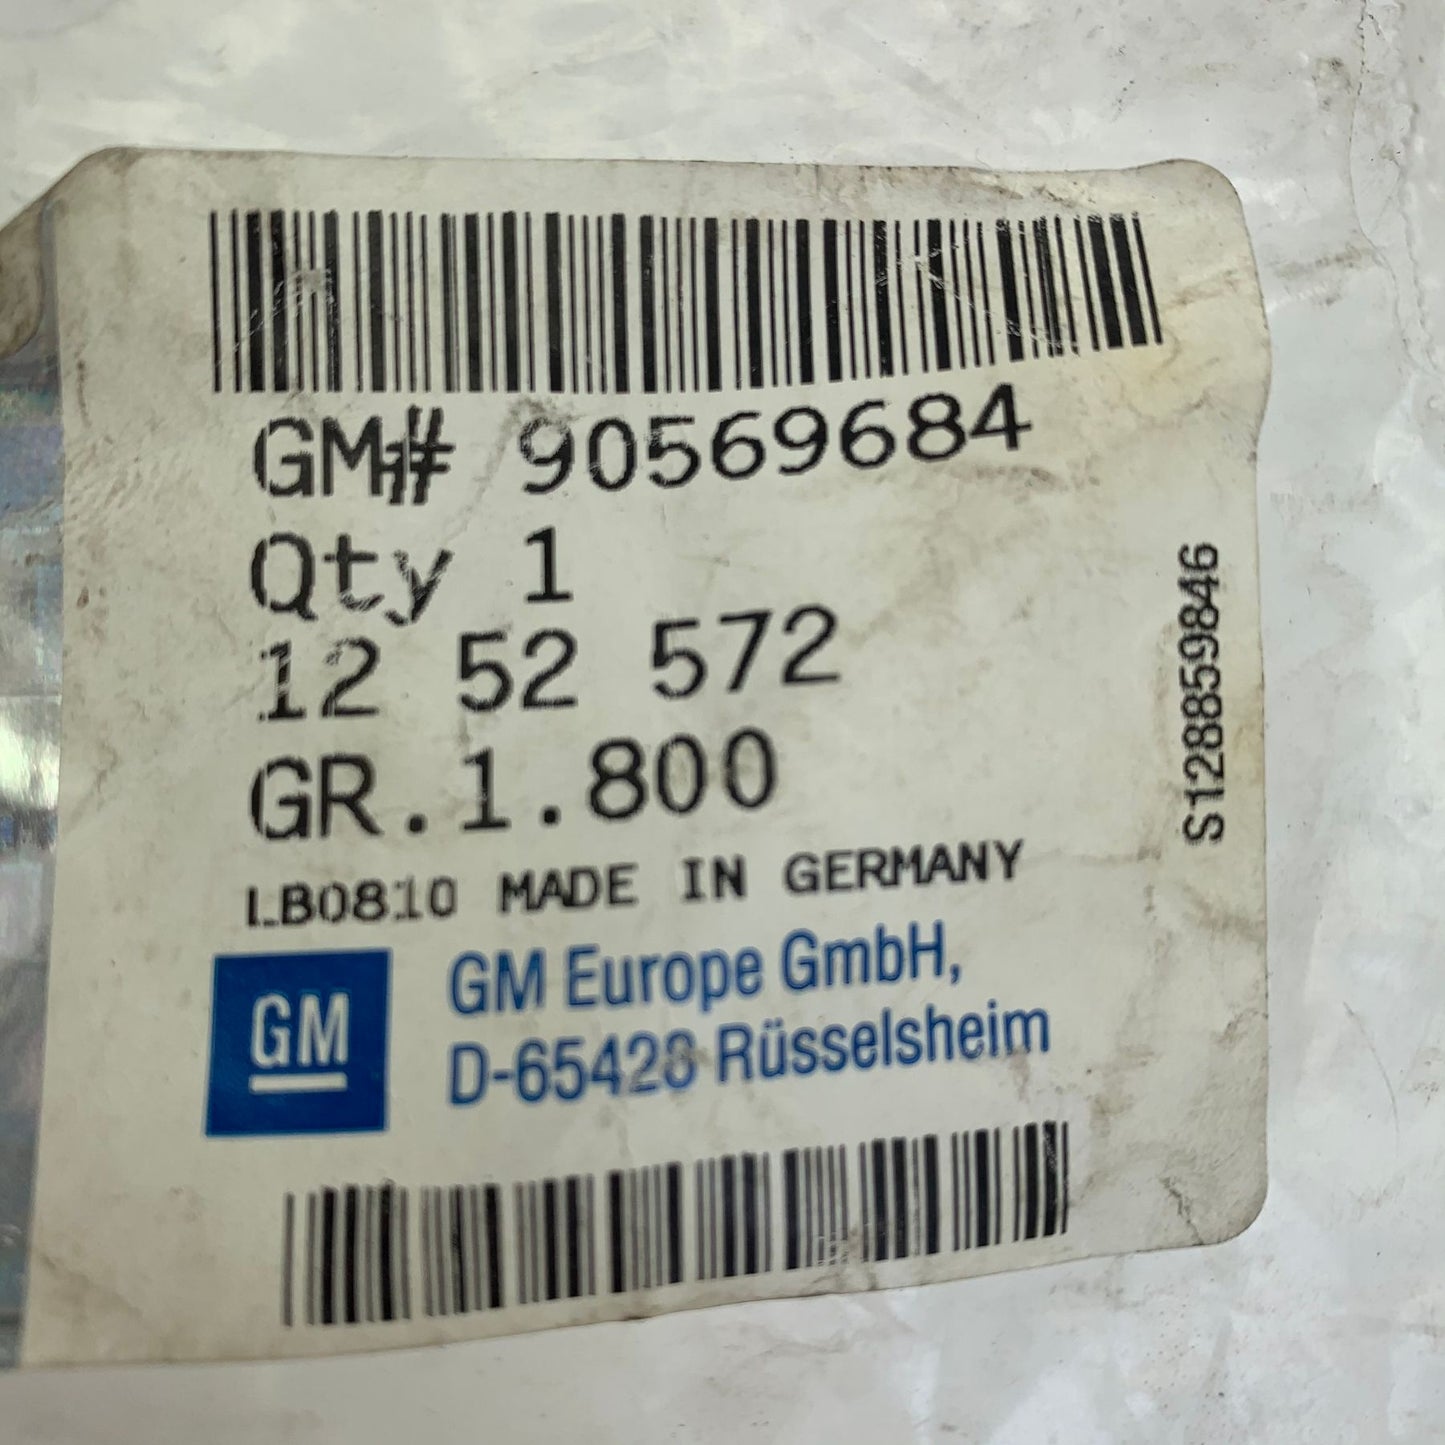 GM# 90569684
Qty 1
12 52 572
GR.1.800
LB0810 MADE IN GERMANY
GM
GM Europe GmbH,
D-65428 Rüsselsheim
S128859846